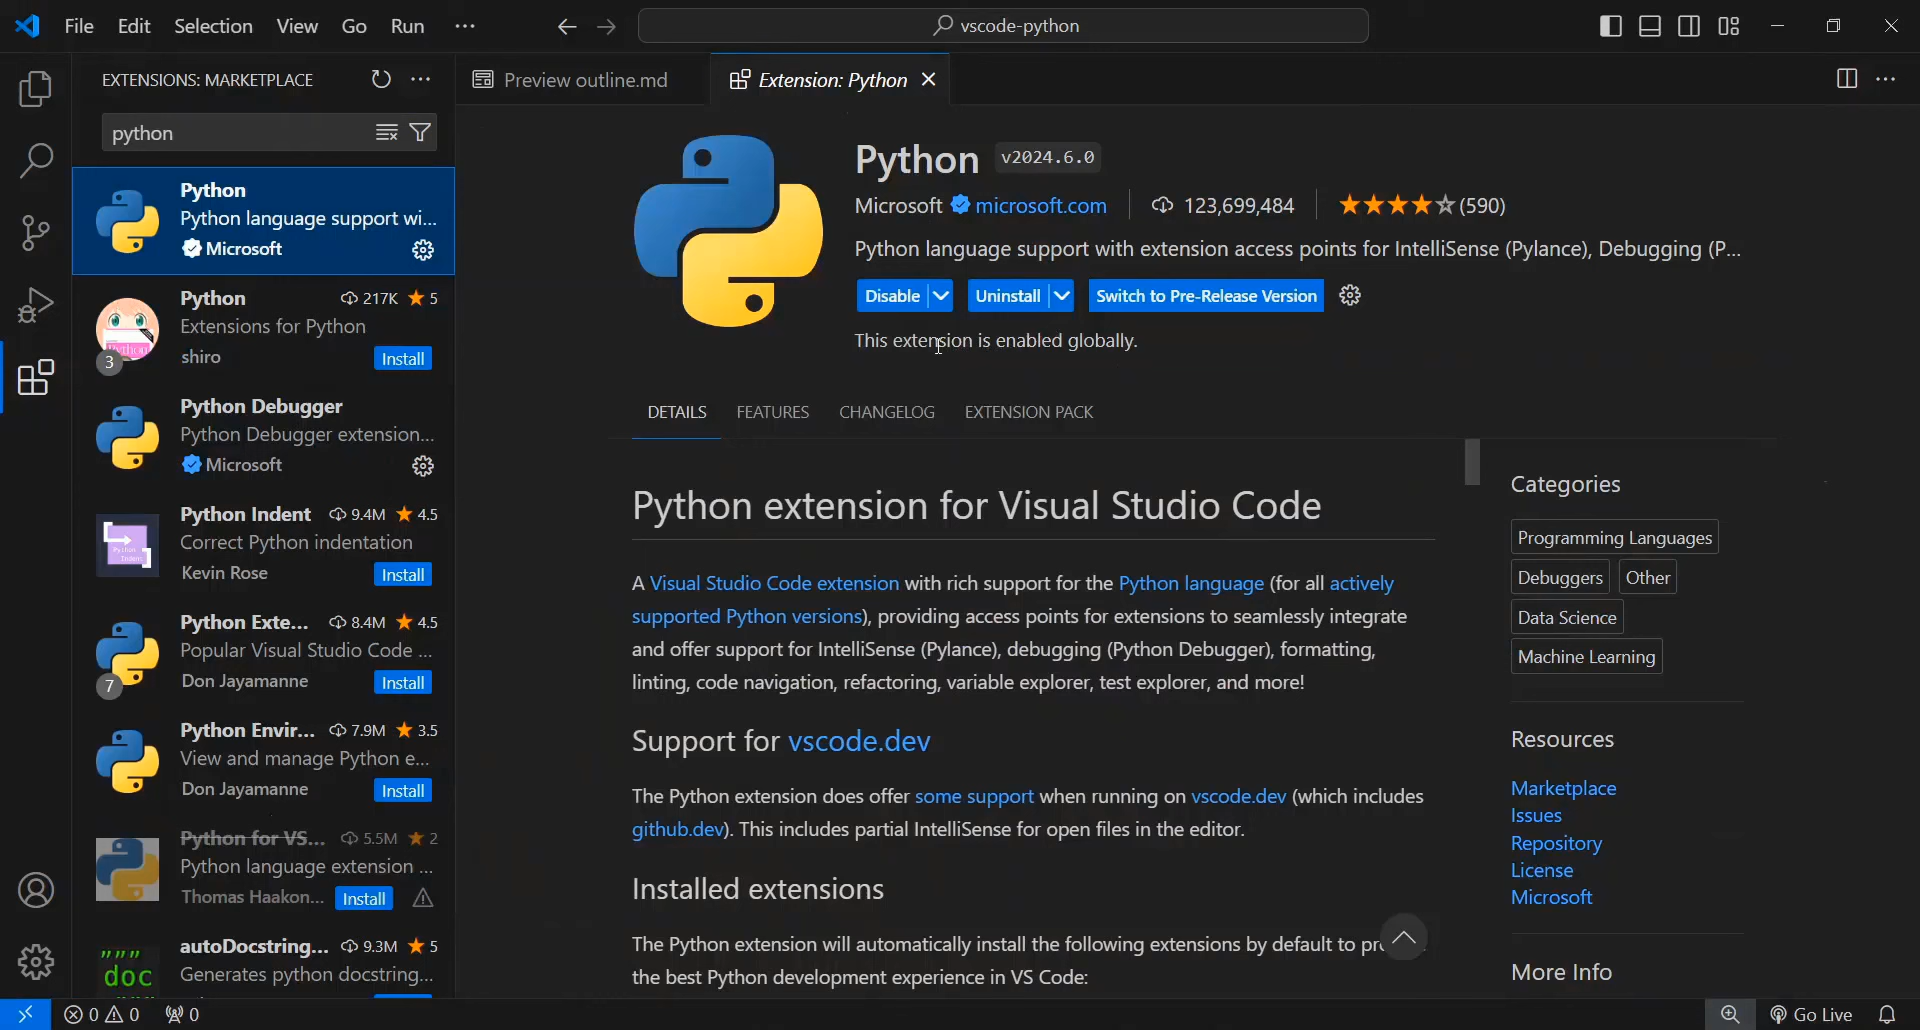 File Edit Selection View Go Run ··· vscode-python
EXTENSIONS: MARKETPLACE
python
Python
Python language support wi...
Microsoft
Python 217K 5
Extensions for Python
shiro Install
3
Python Debugger
Python Debugger extension...
Microsoft
Python Indent 9.4M 4.5
Correct Python indentation
Kevin Rose Install
Python Exte... 8.4M 4.5
Popular Visual Studio Code ...
Don Jayamanne Install
7
Python Envir... 7.9M 3.5
View and manage Python e...
Don Jayamanne Install
Python for VS... 5.5M 2
Python language extension ...
Thomas Haakon... Install
autoDocstring... 9.3M 5
Generates python docstring...
""" doc
Preview outline.md Extension: Python
Python v2024.6.0
Microsoft microsoft.com 123,699,484 (590)
Python language support with extension access points for IntelliSense (Pylance), Debugging (P...
Disable Uninstall Switch to Pre-Release Version
This extension is enabled globally.
DETAILS FEATURES CHANGELOG EXTENSION PACK
Python extension for Visual Studio Code
A Visual Studio Code extension with rich support for the Python language (for all actively
supported Python versions), providing access points for extensions to seamlessly integrate
and offer support for IntelliSense (Pylance), debugging (Python Debugger), formatting,
linting, code navigation, refactoring, variable explorer, test explorer, and more!
Support for vscode.dev
The Python extension does offer some support when running on vscode.dev (which includes
github.dev). This includes partial IntelliSense for open files in the editor.
Installed extensions
The Python extension will automatically install the following extensions by default to pr
the best Python development experience in VS Code:
Categories
Programming Languages
Debuggers Other
Data Science
Machine Learning
Resources
Marketplace
Issues
Repository
License
Microsoft
More Info
0 0 0 Go Live